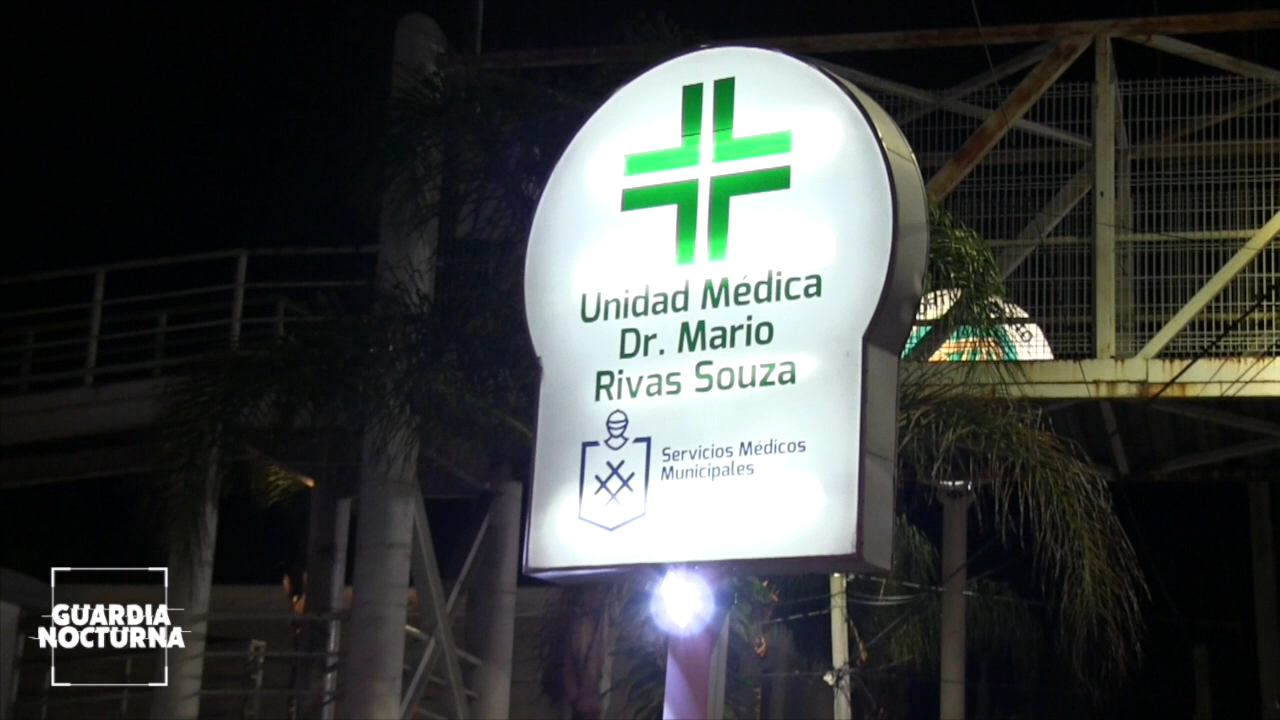 Unidad Médica
Dr. Mario
Rivas Souza
Servicios Médicos
Municipales
GUARDIA
NOCTURNA